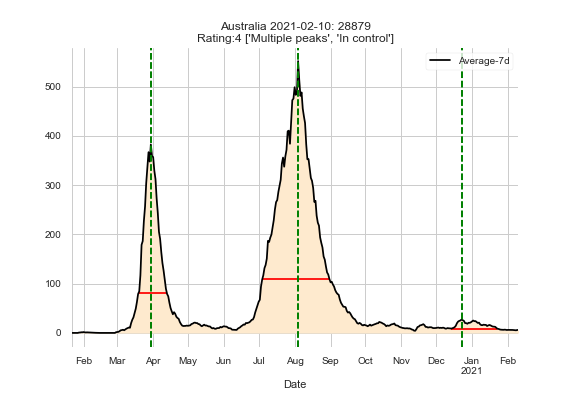 Australia 2021-02-10: 28879
Rating:4 ['Multiple peaks', 'In control']
Average-7d
500
400
300
200
100
0
Feb Mar Apr May Jun Jul Aug Sep Oct Nov Dec Jan Feb
2021
Date